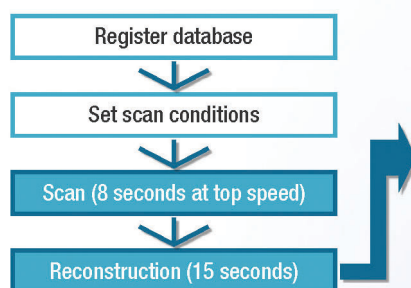 Register database
Set scan conditions
Scan (8 seconds at top speed)
Reconstruction (15 seconds)